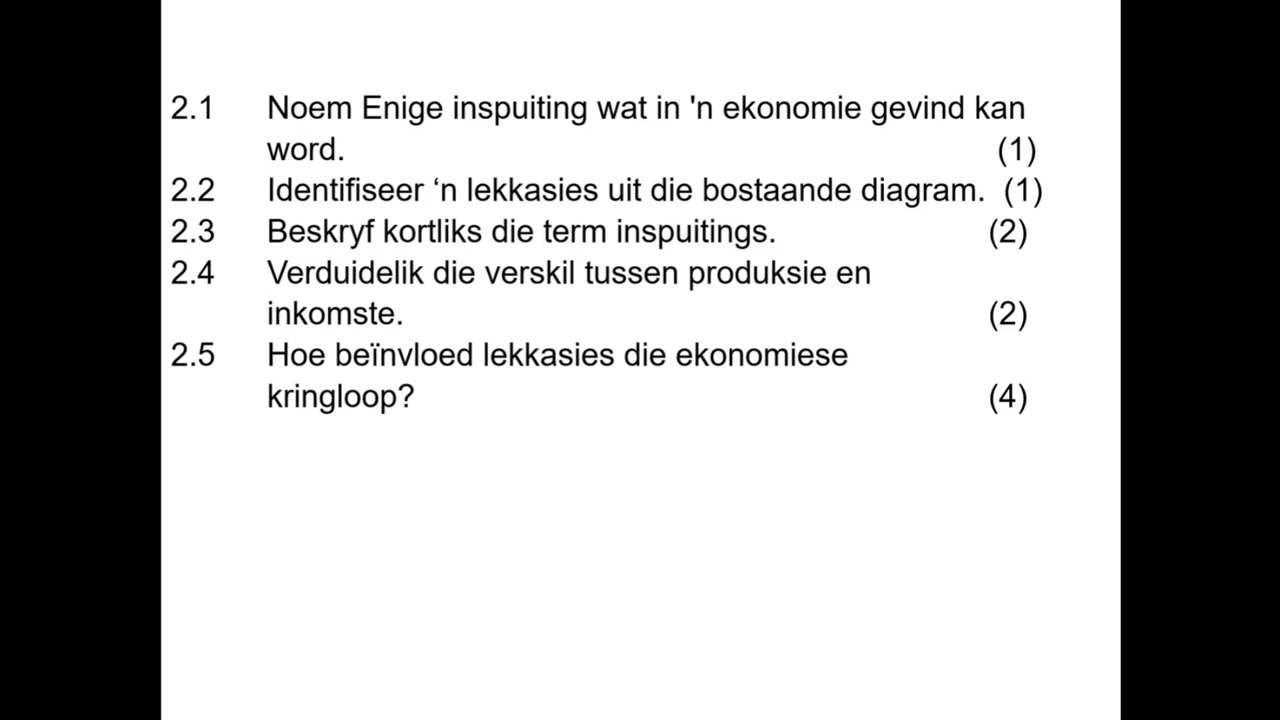 2.1 Noem Enige inspuiting wat in 'n ekonomie gevind kan
word. (1)
2.2 Identifiseer ‘n lekkasies uit die bostaande diagram. (1)
2.3 Beskryf kortliks die term inspuitings. (2)
2.4 Verduidelik die verskil tussen produksie en
inkomste. (2)
2.5 Hoe beïnvloed lekkasies die ekonomiese
kringloop? (4)